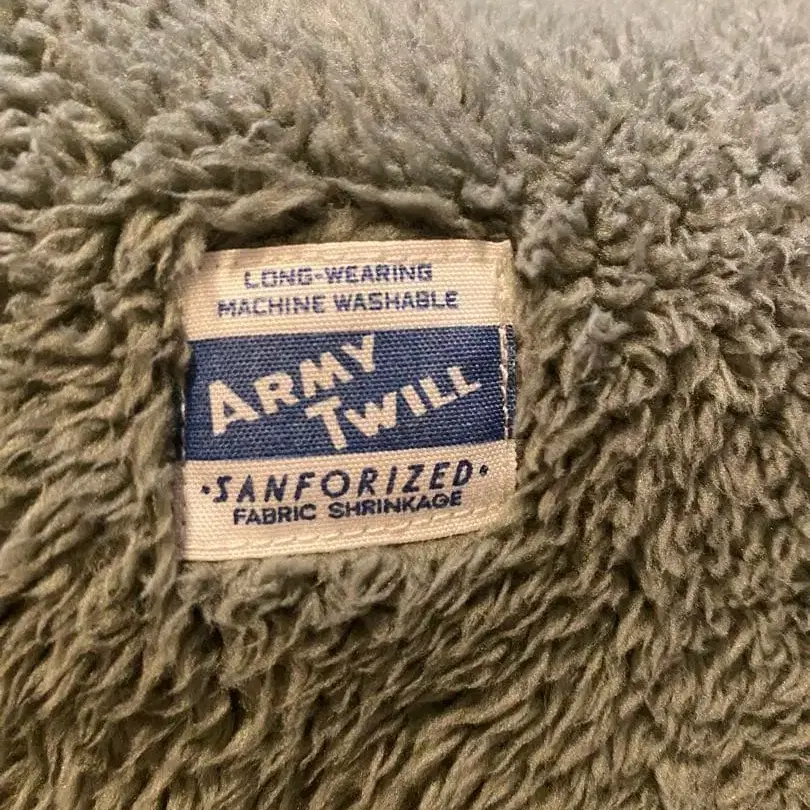 LONG-WEARING
MACHINE WASHABLE
ARMY
TWILL
·SANFORIZED·
FABRIC SHRINKAGE